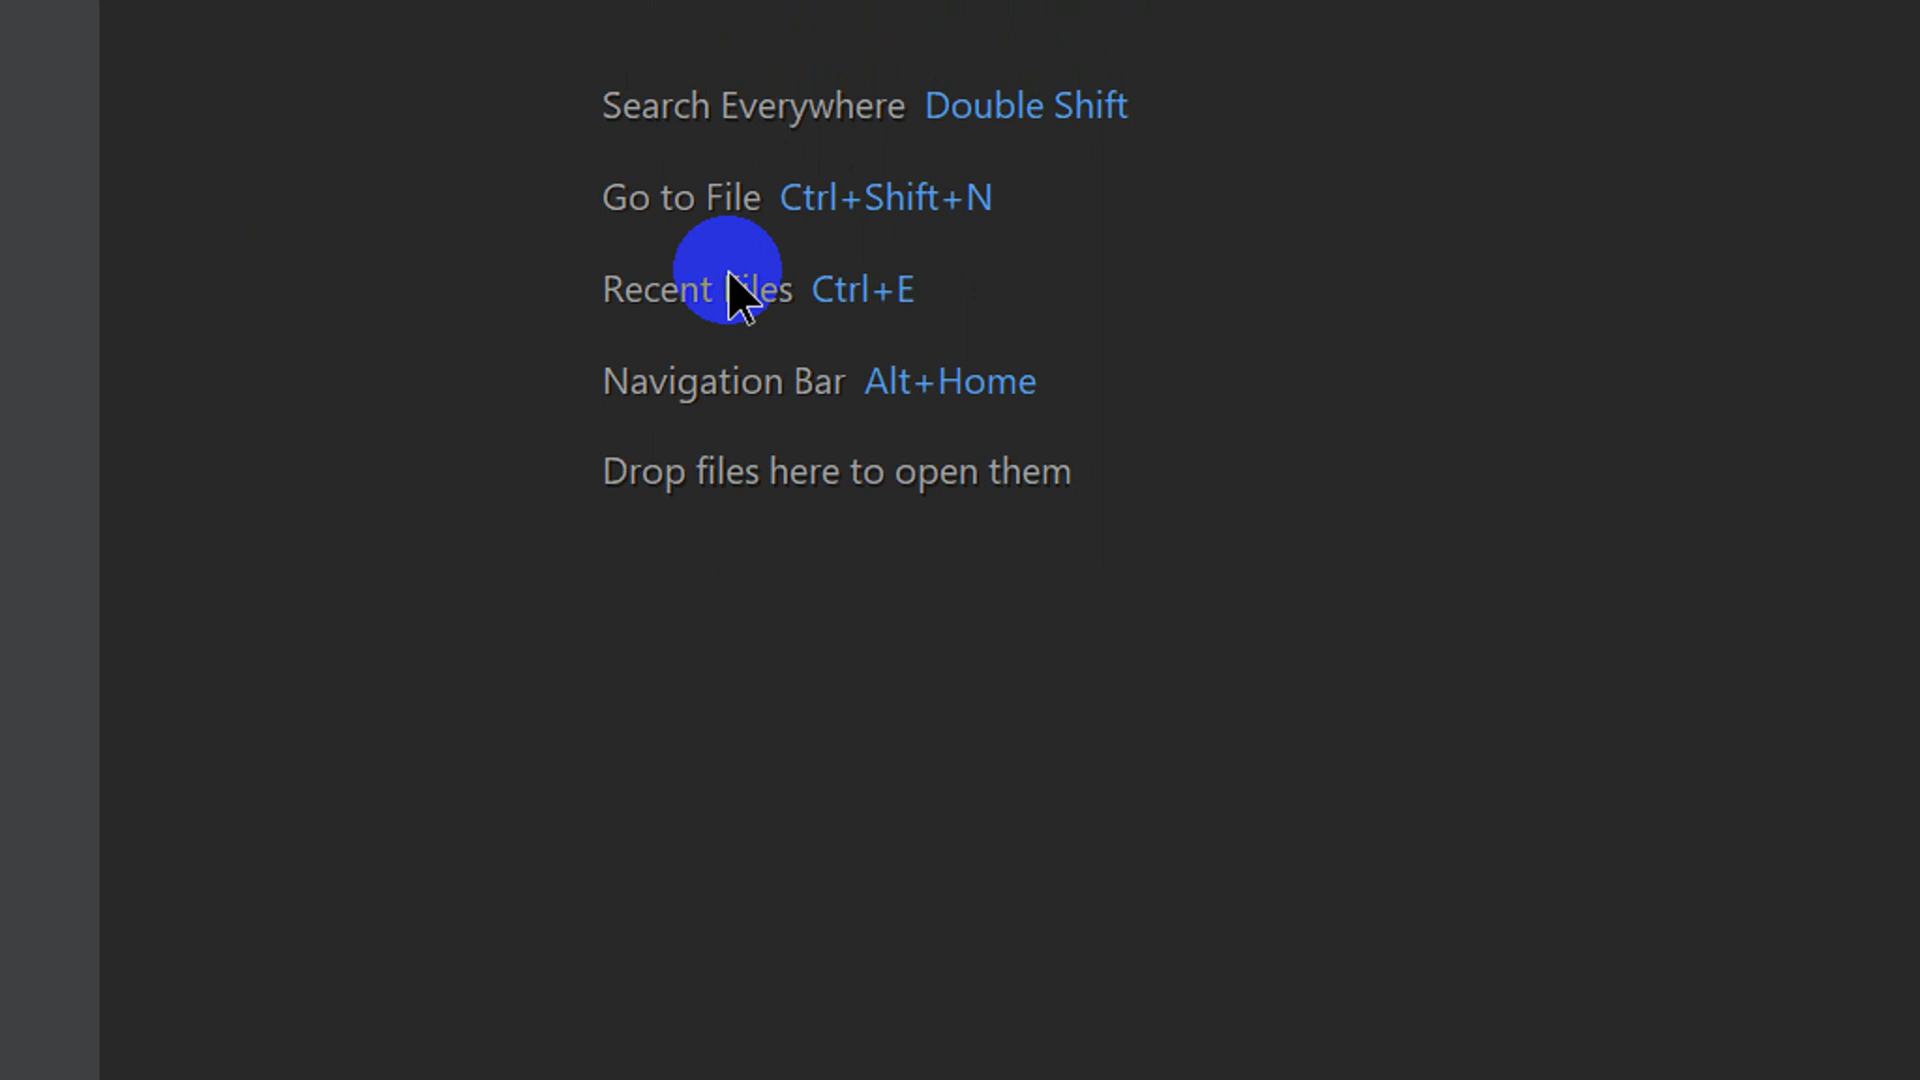 Search Everywhere Double Shift
Go to File Ctrl+Shift+N
Recent Files Ctrl+E
Navigation Bar Alt+Home
Drop files here to open them